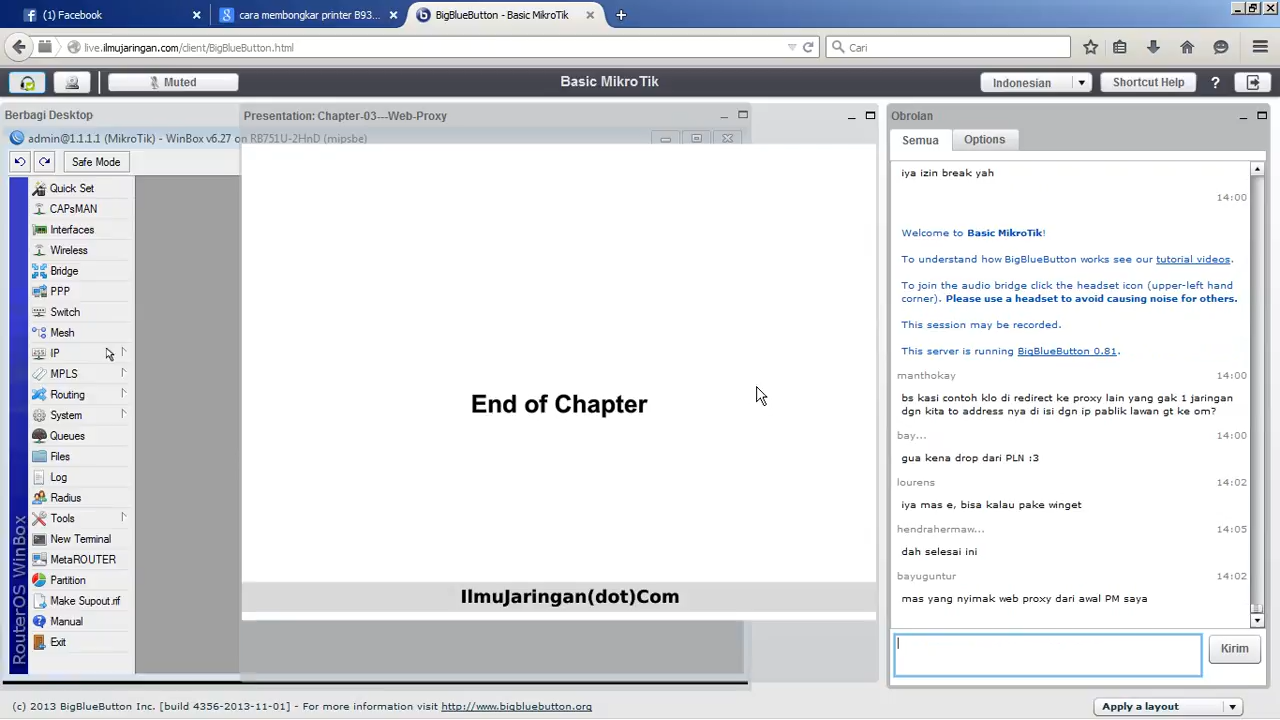 (1) Facebook
cara membongkar printer B93...
BigBlueButton - Basic MikroTik
live.ilmujaringan.com/client/BigBlueButton.html
Cari
Muted
Basic MikroTik
Indonesian
Shortcut Help
?
Berbagi Desktop
Presentation: Chapter-03---Web-Proxy
admin@1.1.1.1 (MikroTik) - WinBox v6.27 on RB751U-2HnD (mipsbe)
Safe Mode
Quick Set
CAPsMAN
Interfaces
Wireless
Bridge
PPP
Switch
Mesh
IP
MPLS
Routing
System
Queues
Files
Log
Radius
Tools
New Terminal
MetaROUTER
Partition
Make Supout.rif
Manual
Exit
RouterOS WinBox
End of Chapter
IlmuJaringan(dot)Com
Obrolan
Semua
Options
iya izin break yah
14:00
Welcome to Basic MikroTik!
To understand how BigBlueButton works see our tutorial videos.
To join the audio bridge click the headset icon (upper-left hand
corner). Please use a headset to avoid causing noise for others.
This session may be recorded.
This server is running BigBlueButton 0.81.
manthokay 14:00
bs kasi contoh klo di redirect ke proxy lain yang gak 1 jaringan
dgn kita to address nya di isi dgn ip pablik lawan gt ke om?
bay... 14:00
gua kena drop dari PLN :3
lourens 14:02
iya mas e, bisa kalau pake winget
hendrahermaw... 14:05
dah selesai ini
bayuguntur 14:02
mas yang nyimak web proxy dari awal PM saya
Kirim
(c) 2013 BigBlueButton Inc. [build 4356-2013-11-01] - For more information visit http://www.bigbluebutton.org
Apply a layout